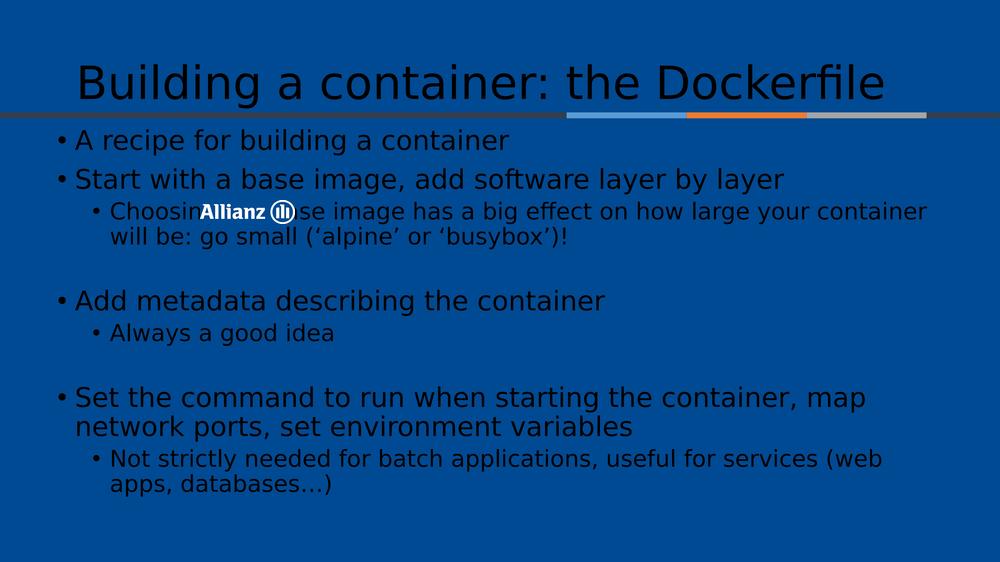 Building a container: the Dockerfile
• A recipe for building a container
• Start with a base image, add software layer by layer
• Choosin Allianz se image has a big effect on how large your container
will be: go small (‘alpine’ or ‘busybox’)!
• Add metadata describing the container
• Always a good idea
• Set the command to run when starting the container, map
network ports, set environment variables
• Not strictly needed for batch applications, useful for services (web
apps, databases…)